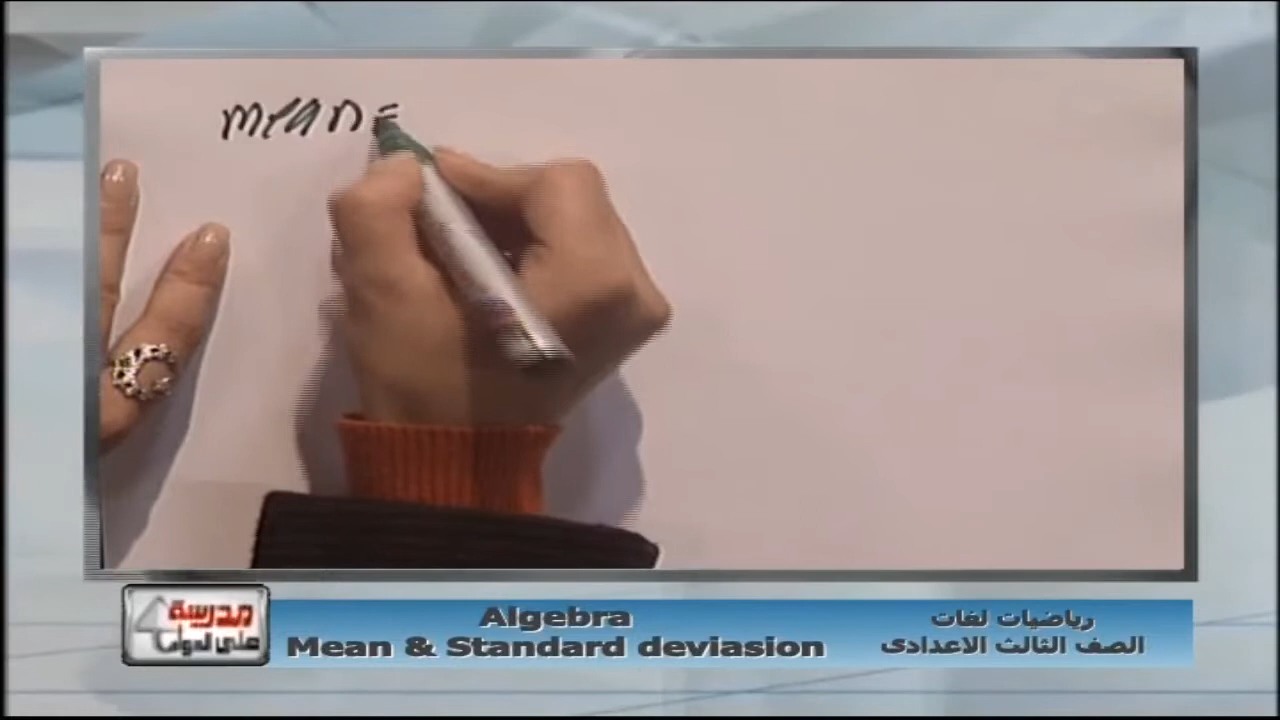 mean =
مدرسة
على الهواء
Algebra
Mean & Standard deviasion
رياضيات لغات
الصف الثالث الاعدادى